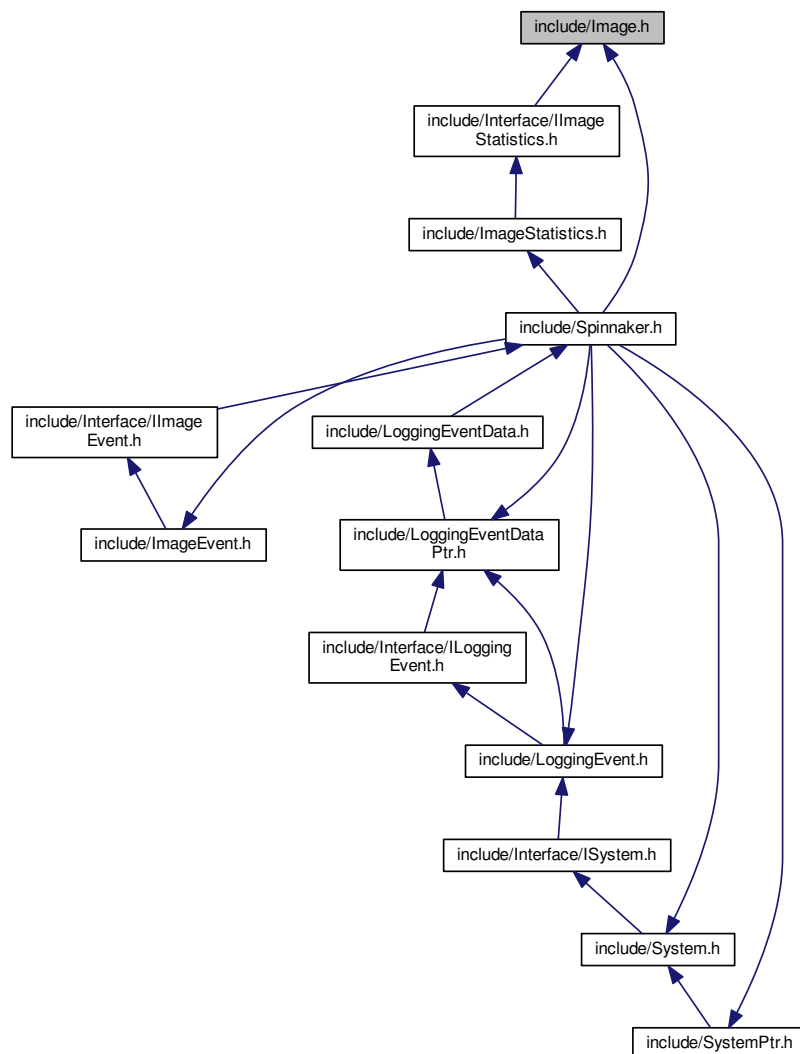 include/Image.h
include/Interface/IImage
Statistics.h
include/ImageStatistics.h
include/Spinnaker.h
include/Interface/IImage
Event.h
include/LoggingEventData.h
include/ImageEvent.h
include/LoggingEventData
Ptr.h
include/Interface/ILogging
Event.h
include/LoggingEvent.h
include/Interface/ISystem.h
include/System.h
include/SystemPtr.h